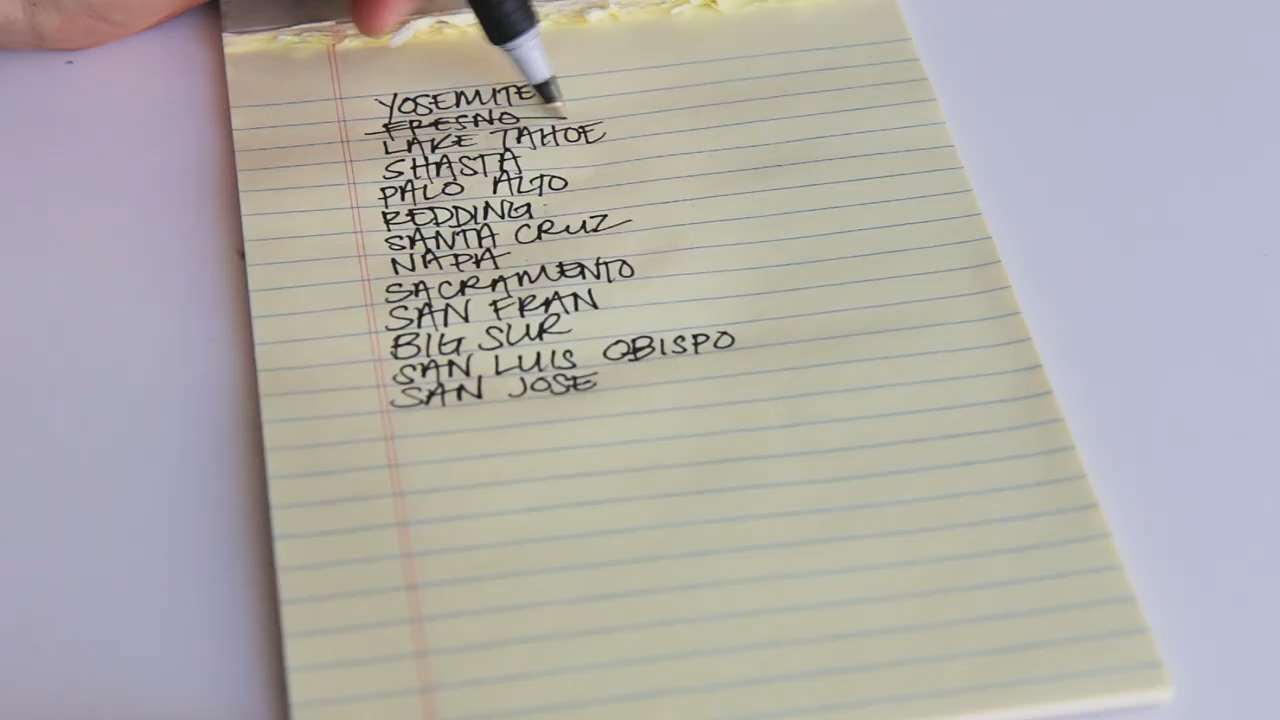 YOSEMITE
FRESNO
LAKE TAHOE
SHASTA
PALO ALTO
REDDING
SANTA CRUZ
NAPA
SACRAMENTO
SAN FRAN
BIG SUR
SAN LUIS OBISPO
SAN JOSE